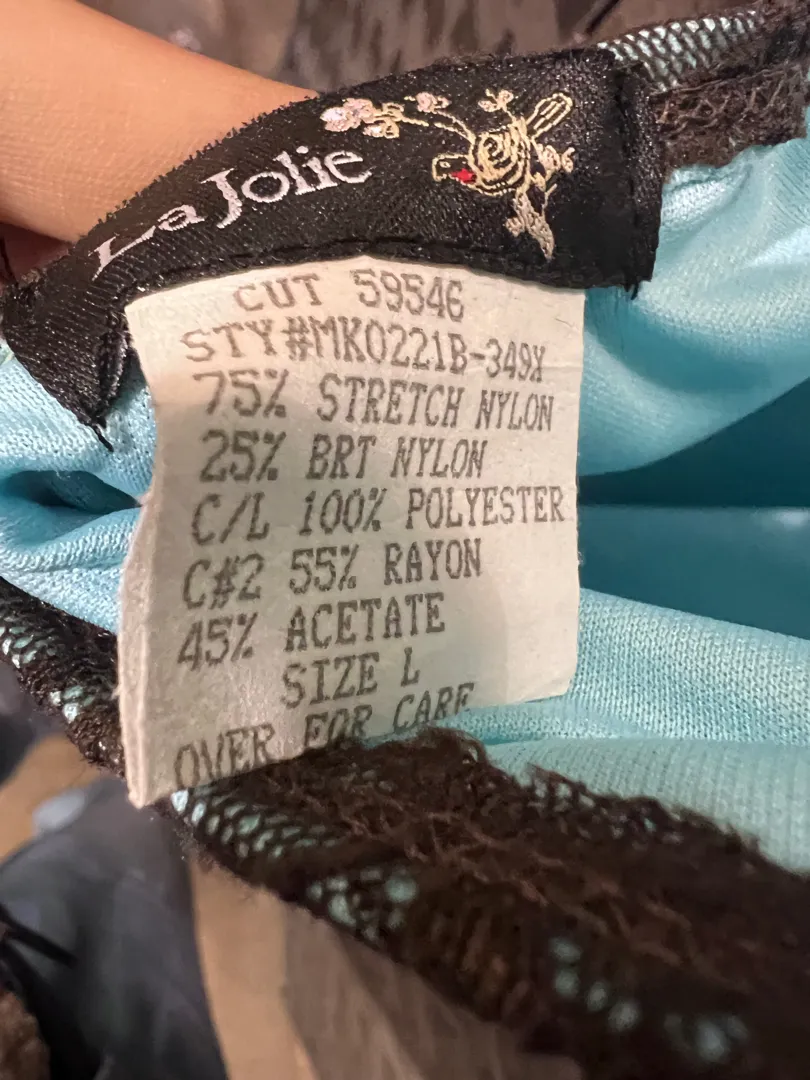 La Jolie
CUT 59546
STY#MK0221B-349X
75% STRETCH NYLON
25% BRT NYLON
C/L 100% POLYESTER
C#2 55% RAYON
45% ACETATE
SIZE L
OVER FOR CARE